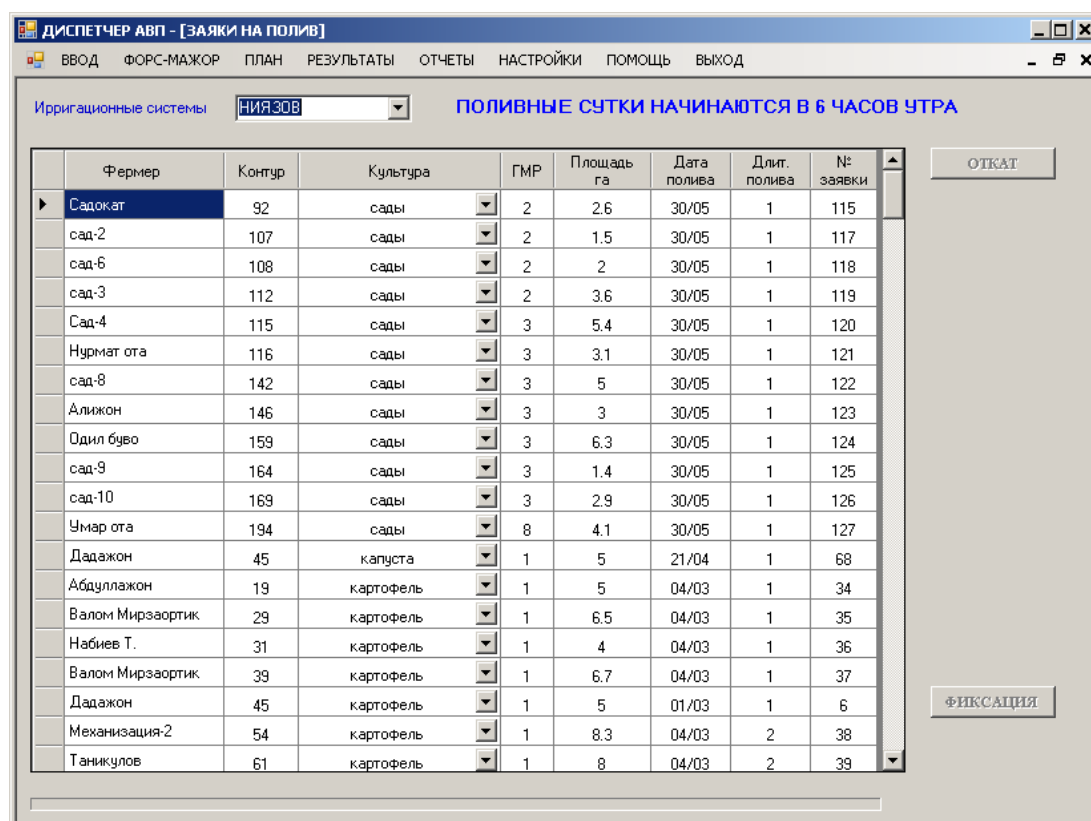 ДИСПЕТЧЕР АВП - [ЗАЯКИ НА ПОЛИВ]
ВВОД ФОРС-МАЖОР ПЛАН РЕЗУЛЬТАТЫ ОТЧЕТЫ НАСТРОЙКИ ПОМОЩЬ ВЫХОД
Ирригационные системы НИЯЗОВ ПОЛИВНЫЕ СУТКИ НАЧИНАЮТСЯ В 6 ЧАСОВ УТРА
Фермер Контур Культура ГМР Площадь га Дата полива Длит. полива № заявки ОТКАТ
Садокат 92 сады 2 2.6 30/05 1 115
сад-2 107 сады 2 1.5 30/05 1 117
сад-6 108 сады 2 2 30/05 1 118
сад-3 112 сады 2 3.6 30/05 1 119
Сад-4 115 сады 3 5.4 30/05 1 120
Нурмат ота 116 сады 3 3.1 30/05 1 121
сад-8 142 сады 3 5 30/05 1 122
Алижон 146 сады 3 3 30/05 1 123
Одил буво 159 сады 3 6.3 30/05 1 124
сад-9 164 сады 3 1.4 30/05 1 125
сад-10 169 сады 3 2.9 30/05 1 126
Умар ота 194 сады 8 4.1 30/05 1 127
Дадажон 45 капуста 1 5 21/04 1 68
Абдуллажон 19 картофель 1 5 04/03 1 34
Валом Мирзаортик 29 картофель 1 6.5 04/03 1 35
Набиев Т. 31 картофель 1 4 04/03 1 36
Валом Мирзаортик 39 картофель 1 6.7 04/03 1 37
Дадажон 45 картофель 1 5 01/03 1 6 ФИКСАЦИЯ
Механизация-2 54 картофель 1 8.3 04/03 2 38
Таникулов 61 картофель 1 8 04/03 2 39